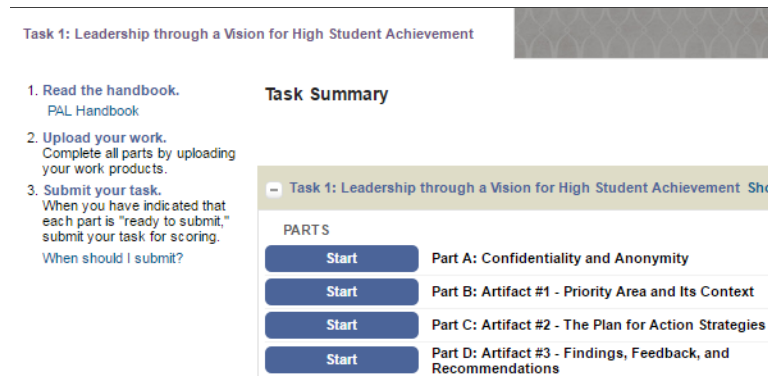 Task 1: Leadership through a Vision for High Student Achievement
1. Read the handbook.
PAL Handbook
2. Upload your work.
Complete all parts by uploading
your work products.
3. Submit your task.
When you have indicated that
each part is "ready to submit,"
submit your task for scoring.
When should I submit?
Task Summary
Task 1: Leadership through a Vision for High Student Achievement
PARTS
Start Part A: Confidentiality and Anonymity
Start Part B: Artifact #1 - Priority Area and Its Context
Start Part C: Artifact #2 - The Plan for Action Strategies
Start Part D: Artifact #3 - Findings, Feedback, and
Recommendations